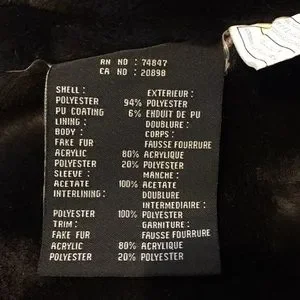 RN NO : 74847
CA NO : 20898
SHELL : EXTERIEUR :
POLYESTER 94% POLYESTER
PU COATING 6% ENDUIT DE PU
LINING : DOUBLURE :
BODY : CORPS :
FAKE FUR FAUSSE FOURRURE
ACRYLIC 80% ACRYLIQUE
POLYESTER 20% POLYESTER
SLEEVE : MANCHE :
ACETATE 100% ACETATE
INTERLINING : DOUBLURE
INTERMEDIAIRE :
POLYESTER 100% POLYESTER
TRIM : GARNITURE :
FAKE FUR FAUSSE FOURRURE
ACRYLIC 80% ACRYLIQUE
POLYESTER 20% POLYESTER